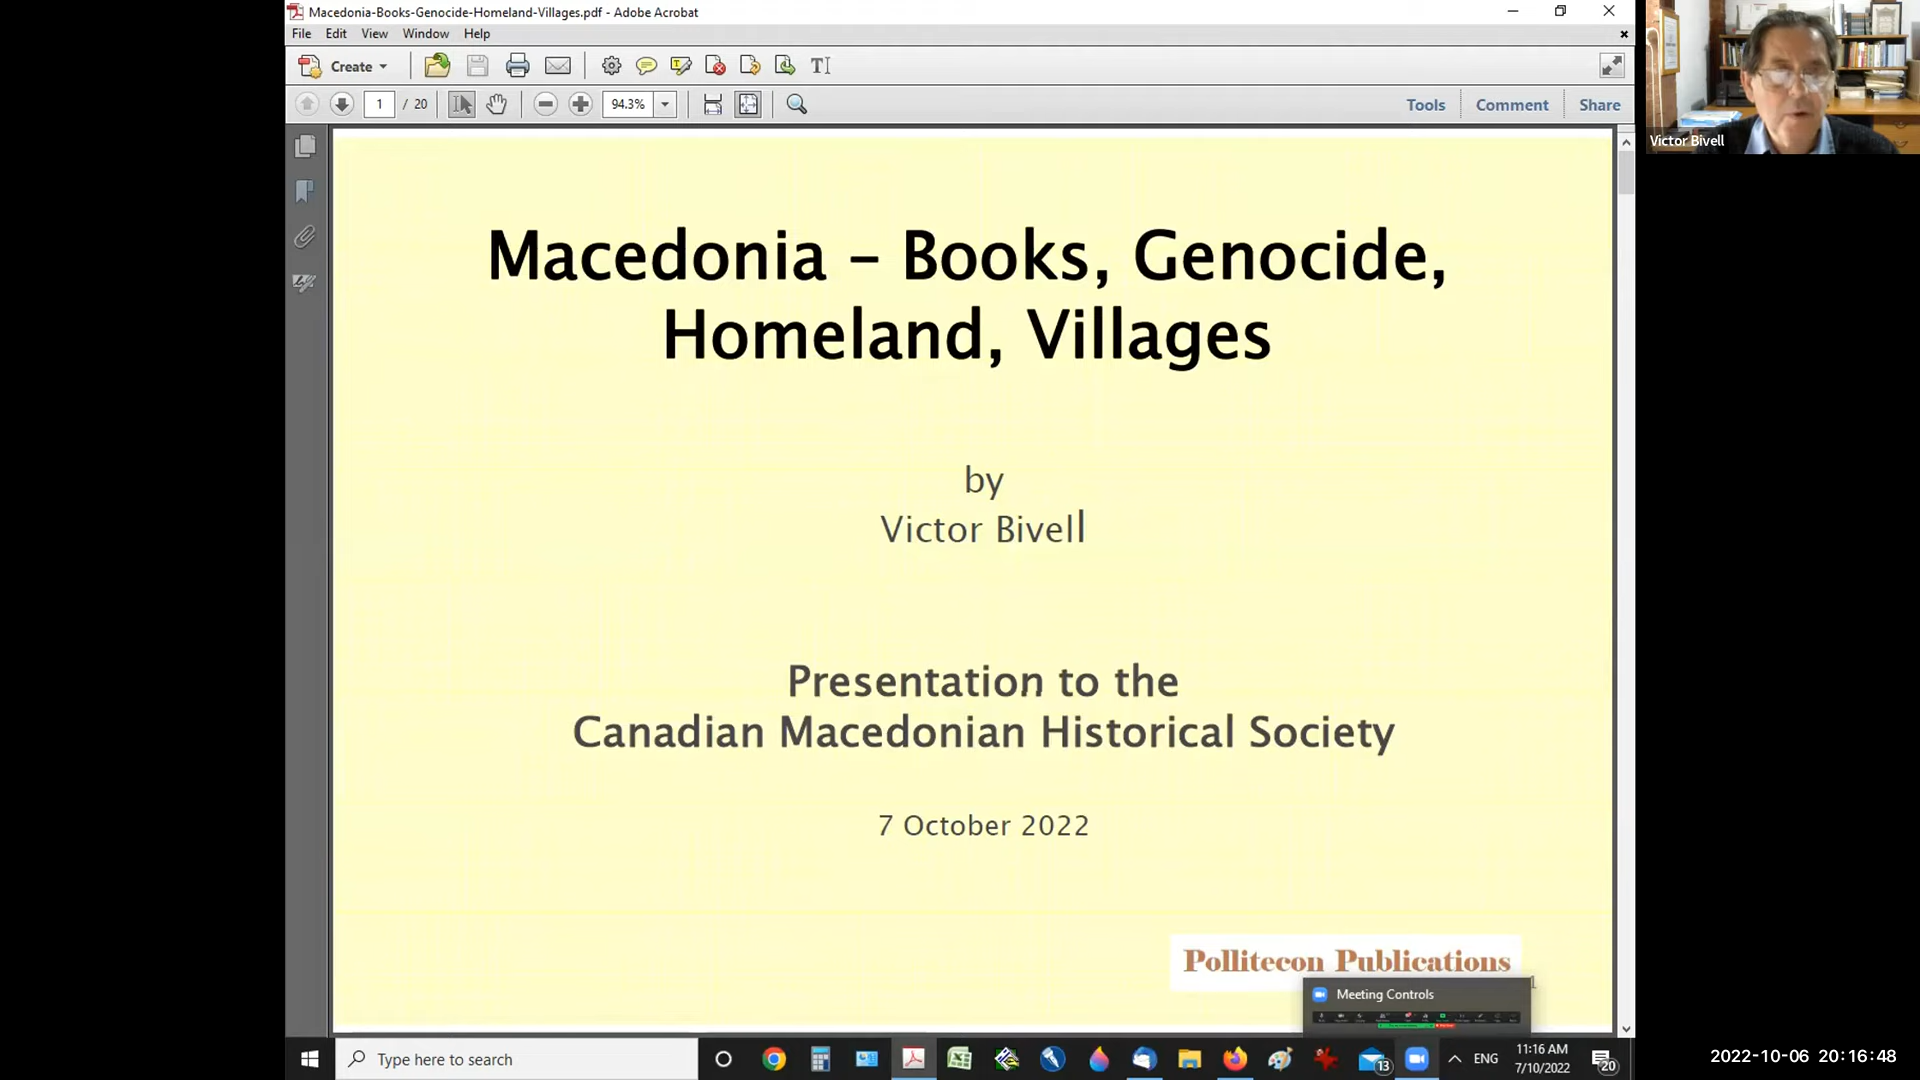 Macedonia-Books-Genocide-Homeland-Villages.pdf - Adobe Acrobat
File Edit View Window Help
Create
1 / 20 94.3% Tools Comment Share
Victor Bivell
Macedonia – Books, Genocide,
Homeland, Villages
by
Victor Bivell
Presentation to the
Canadian Macedonian Historical Society
7 October 2022
Pollitecon Publications
1
Meeting Controls
Type here to search
13
ENG
11:16 AM
7/10/2022
20
2022-10-06 20:16:48